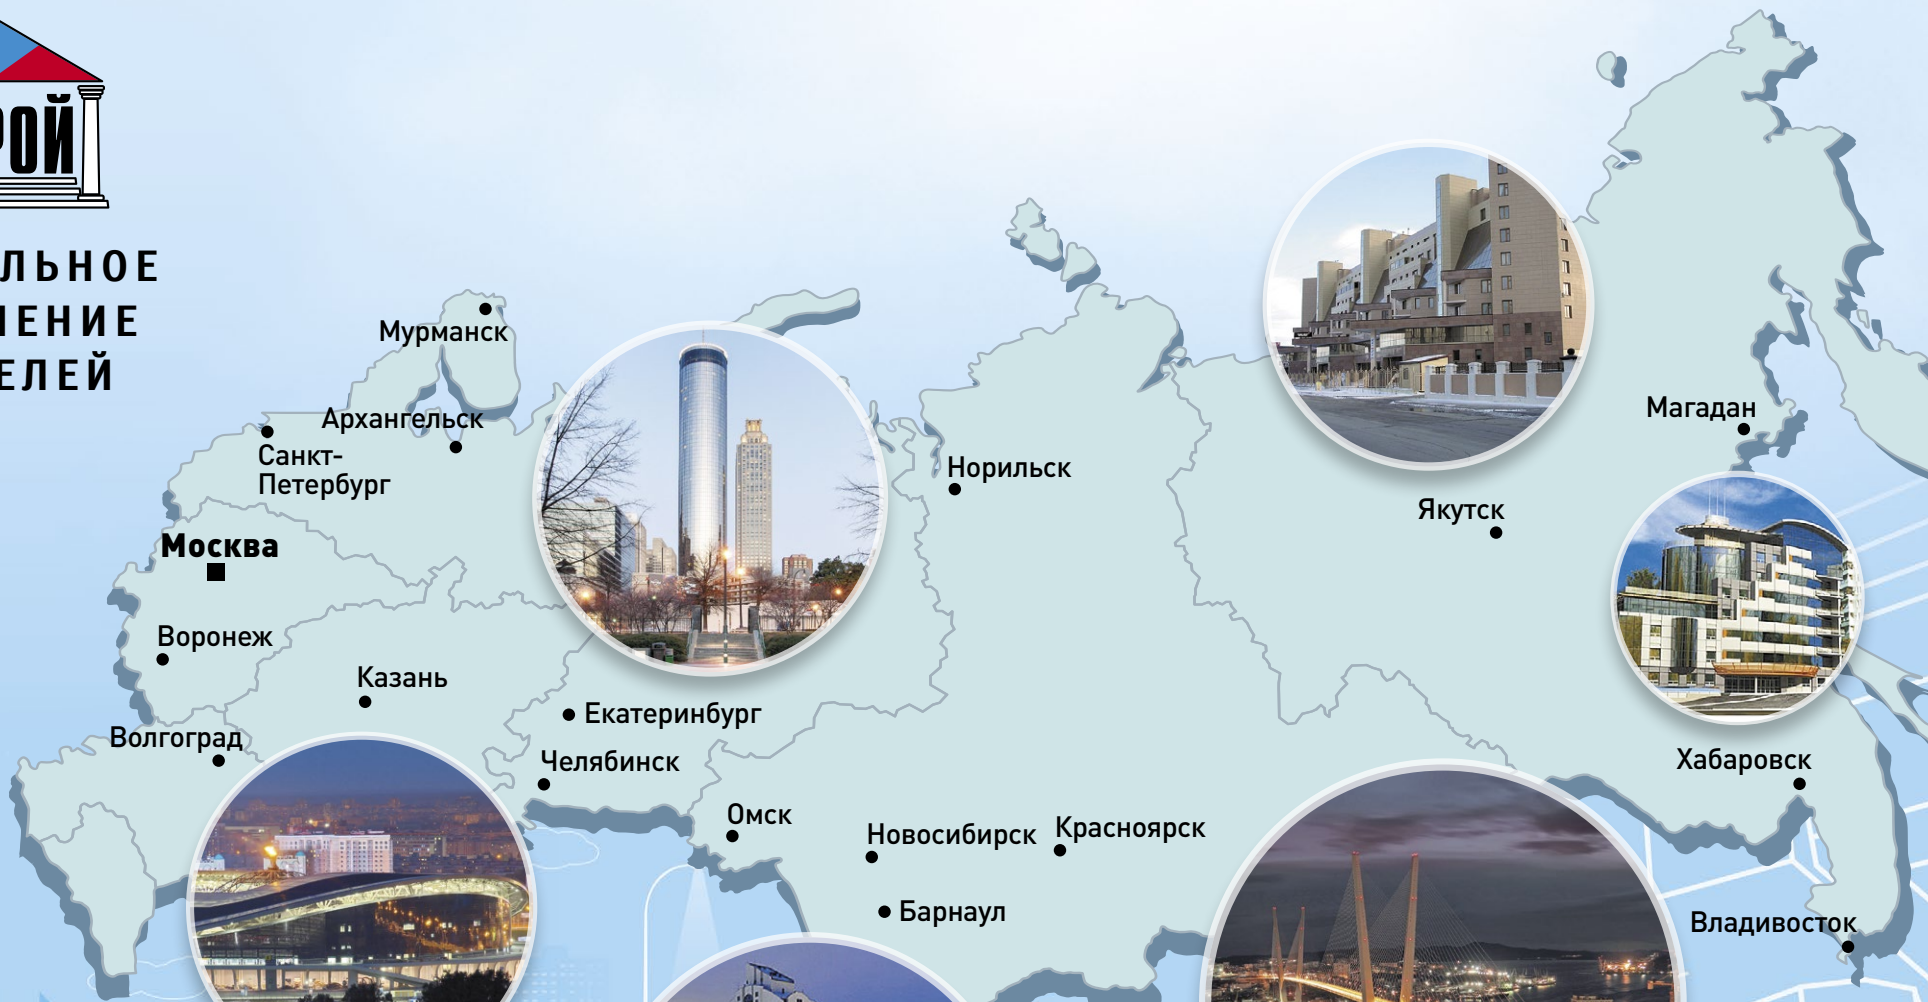 РОЙ
ЛЬНОЕ
ЕНИЕ
ЕЛЕЙ
Мурманск
Архангельск
Санкт-
Петербург
Норильск
Магадан
Якутск
Москва
Воронеж
Казань
Екатеринбург
Волгоград
Челябинск
Хабаровск
Омск
Новосибирск
Красноярск
Барнаул
Владивосток